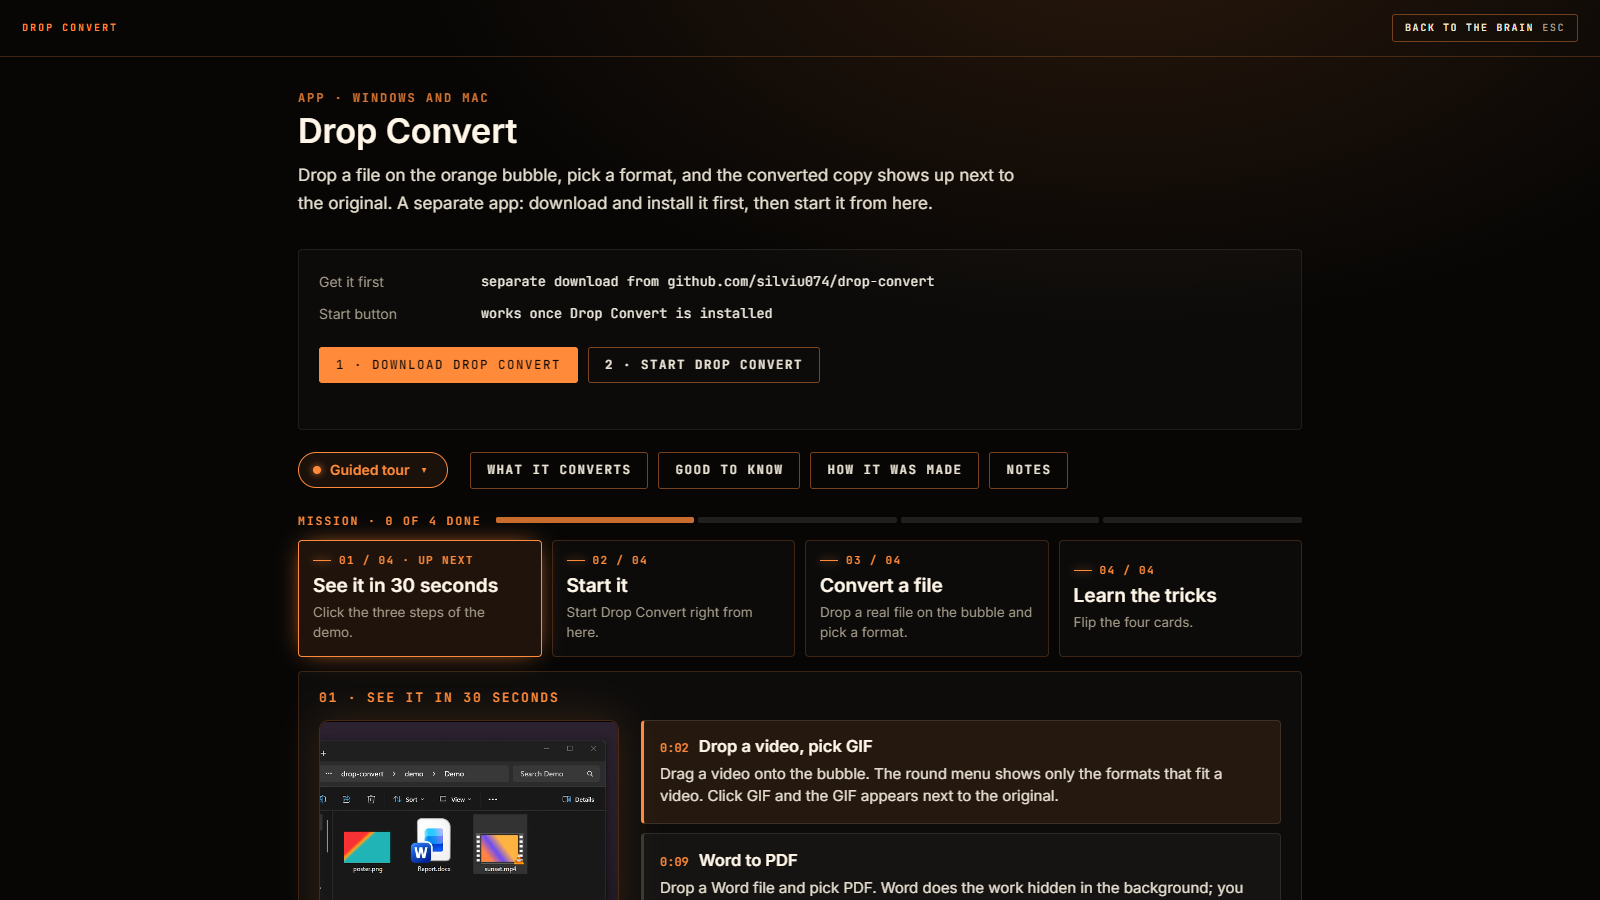 DROP CONVERT
BACK TO THE BRAIN ESC
APP · WINDOWS AND MAC
Drop Convert
Drop a file on the orange bubble, pick a format, and the converted copy shows up next to
the original. A separate app: download and install it first, then start it from here.
Get it first separate download from github.com/silviu074/drop-convert
Start button works once Drop Convert is installed
1 · DOWNLOAD DROP CONVERT
2 · START DROP CONVERT
Guided tour ▾
WHAT IT CONVERTS
GOOD TO KNOW
HOW IT WAS MADE
NOTES
MISSION · 0 OF 4 DONE
01 / 04 · UP NEXT
See it in 30 seconds
Click the three steps of the
demo.
02 / 04
Start it
Start Drop Convert right from
here.
03 / 04
Convert a file
Drop a real file on the bubble and
pick a format.
04 / 04
Learn the tricks
Flip the four cards.
01 · SEE IT IN 30 SECONDS
drop-convert > demo > Demo
Search Demo
Sort
View
Details
W
poster.png
Report.docx
sunset.mp4
0:02 Drop a video, pick GIF
Drag a video onto the bubble. The round menu shows only the formats that fit a
video. Click GIF and the GIF appears next to the original.
0:09 Word to PDF
Drop a Word file and pick PDF. Word does the work hidden in the background; you